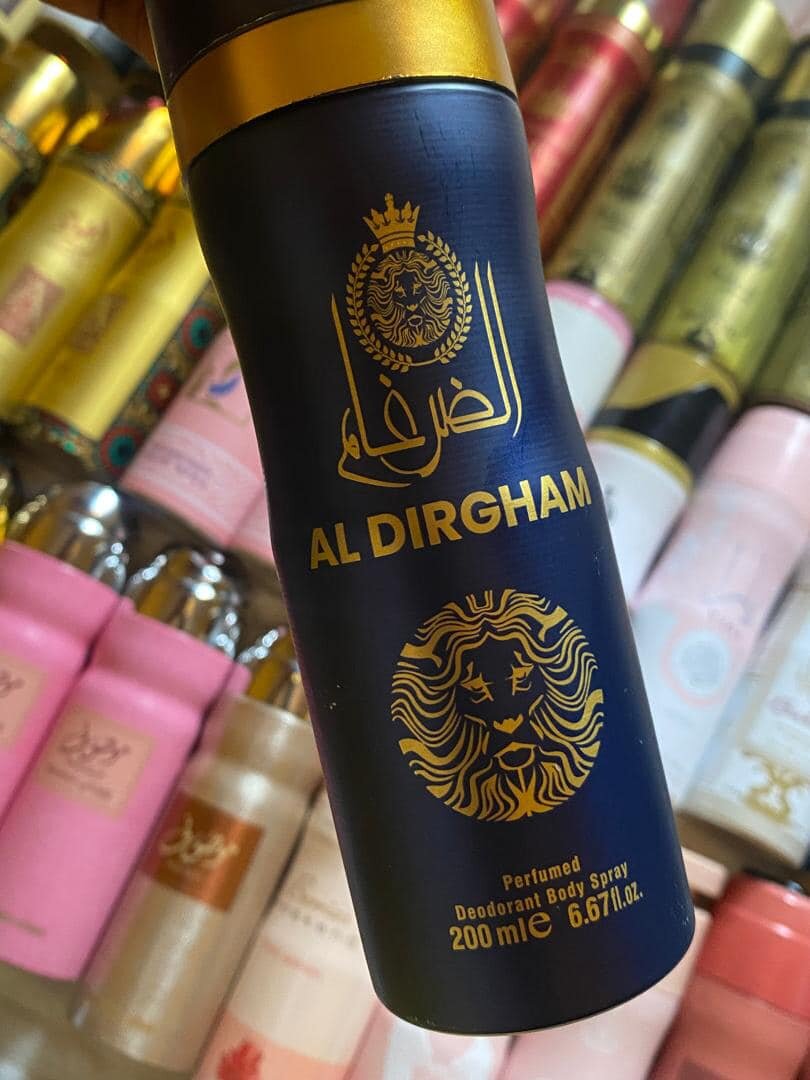 الضرغام
AL DIRGHAM
Perfumed
Deodorant Body Spray
200 ml e 6.67fl.oz.